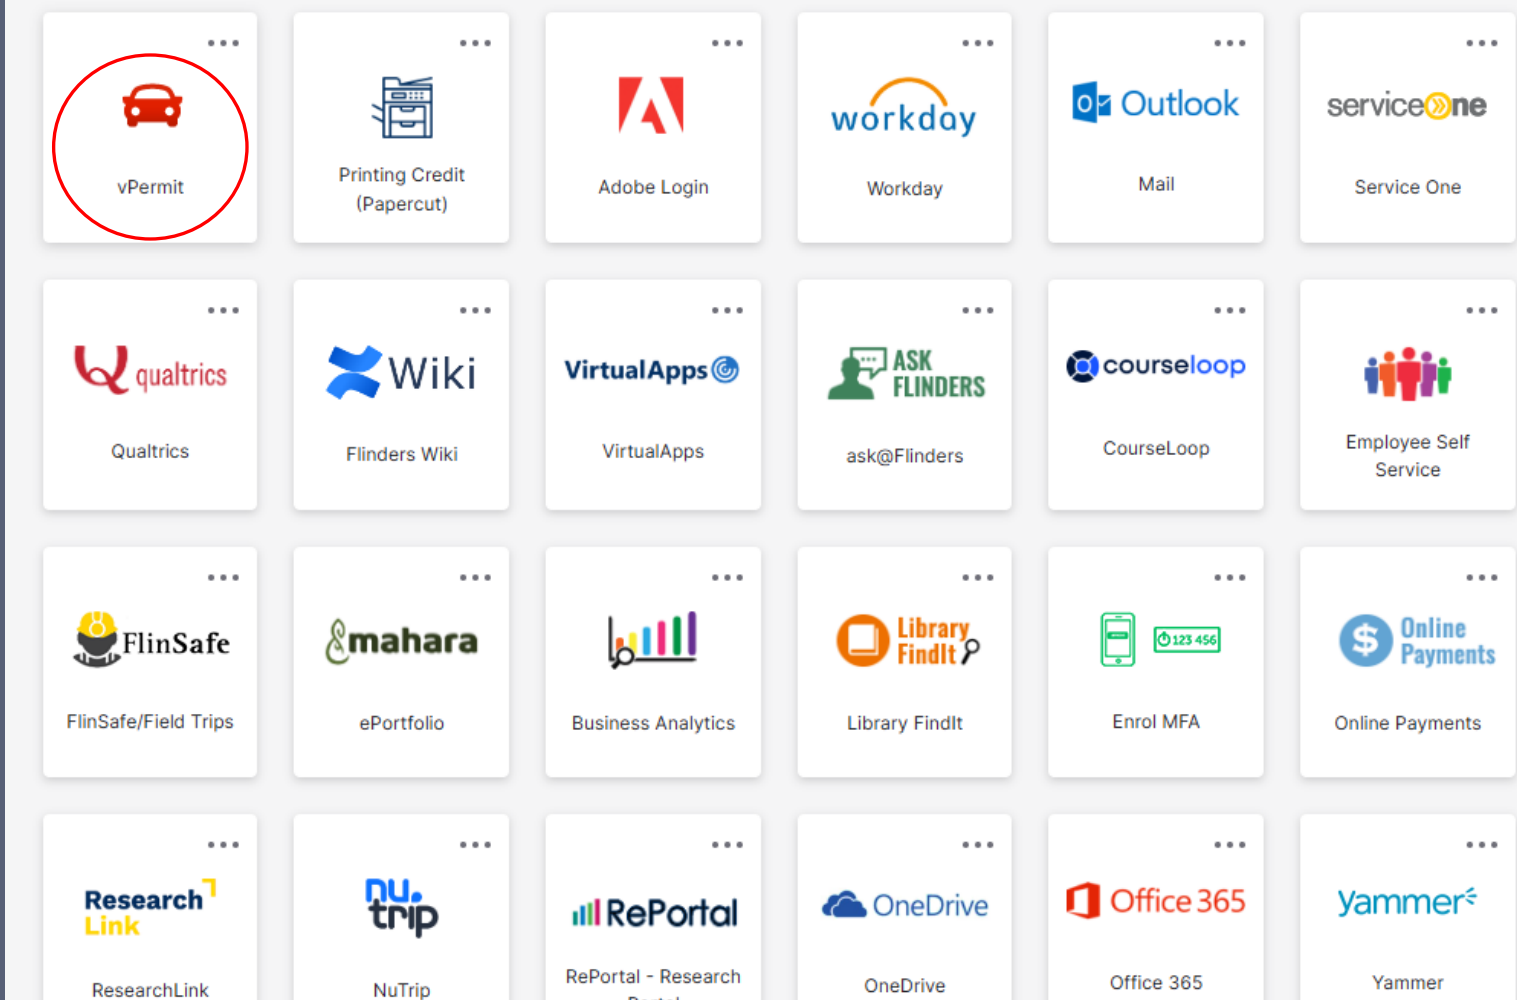 vPermit
Printing Credit
(Papercut)
Adobe Login
workday
Workday
Outlook
Mail
serviceOne
Service One
qualtrics
Qualtrics
Wiki
Flinders Wiki
VirtualApps
VirtualApps
ASK
FLINDERS
ask@Flinders
courseloop
CourseLoop
Employee Self
Service
FlinSafe
FlinSafe/Field Trips
mahara
ePortfolio
Business Analytics
Library
FindIt
Library FindIt
123 456
Enrol MFA
Online
Payments
Online Payments
Research
Link
ResearchLink
nu.
trip
NuTrip
RePortal
RePortal - Research
OneDrive
OneDrive
Office 365
Office 365
yammer
Yammer